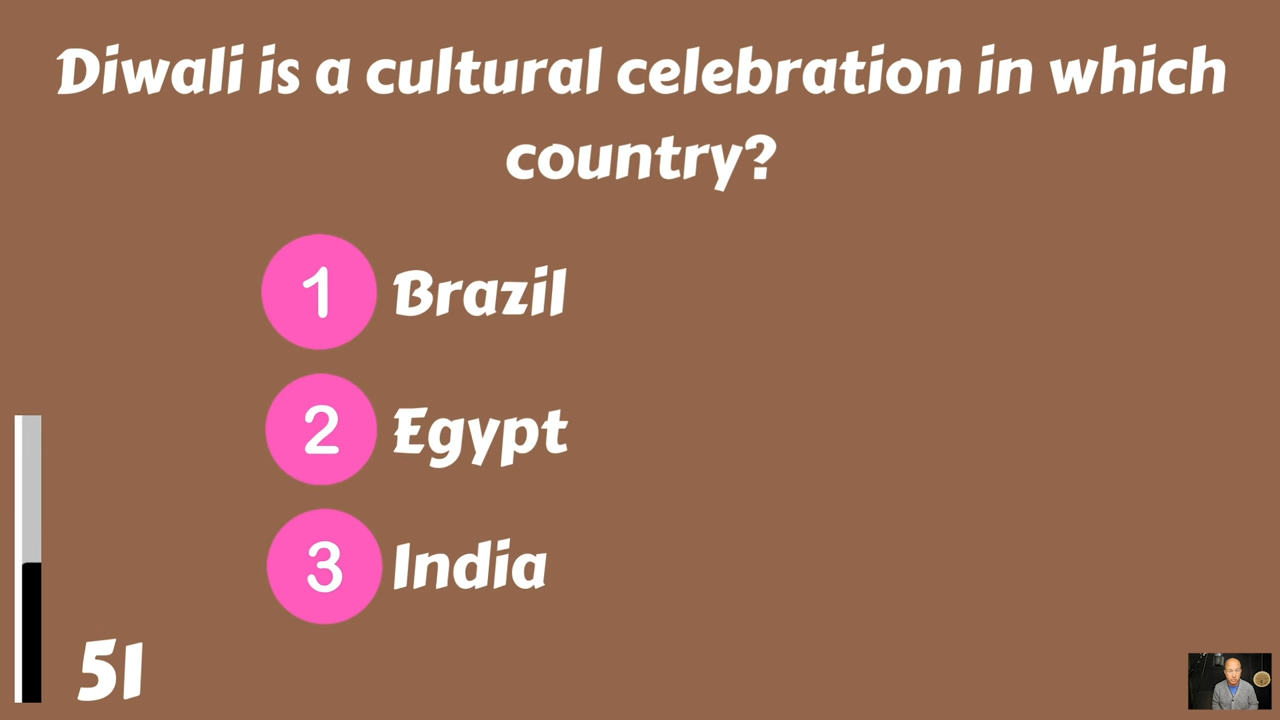 Diwali is a cultural celebration in which
country?
1 Brazil
2 Egypt
3 India
51